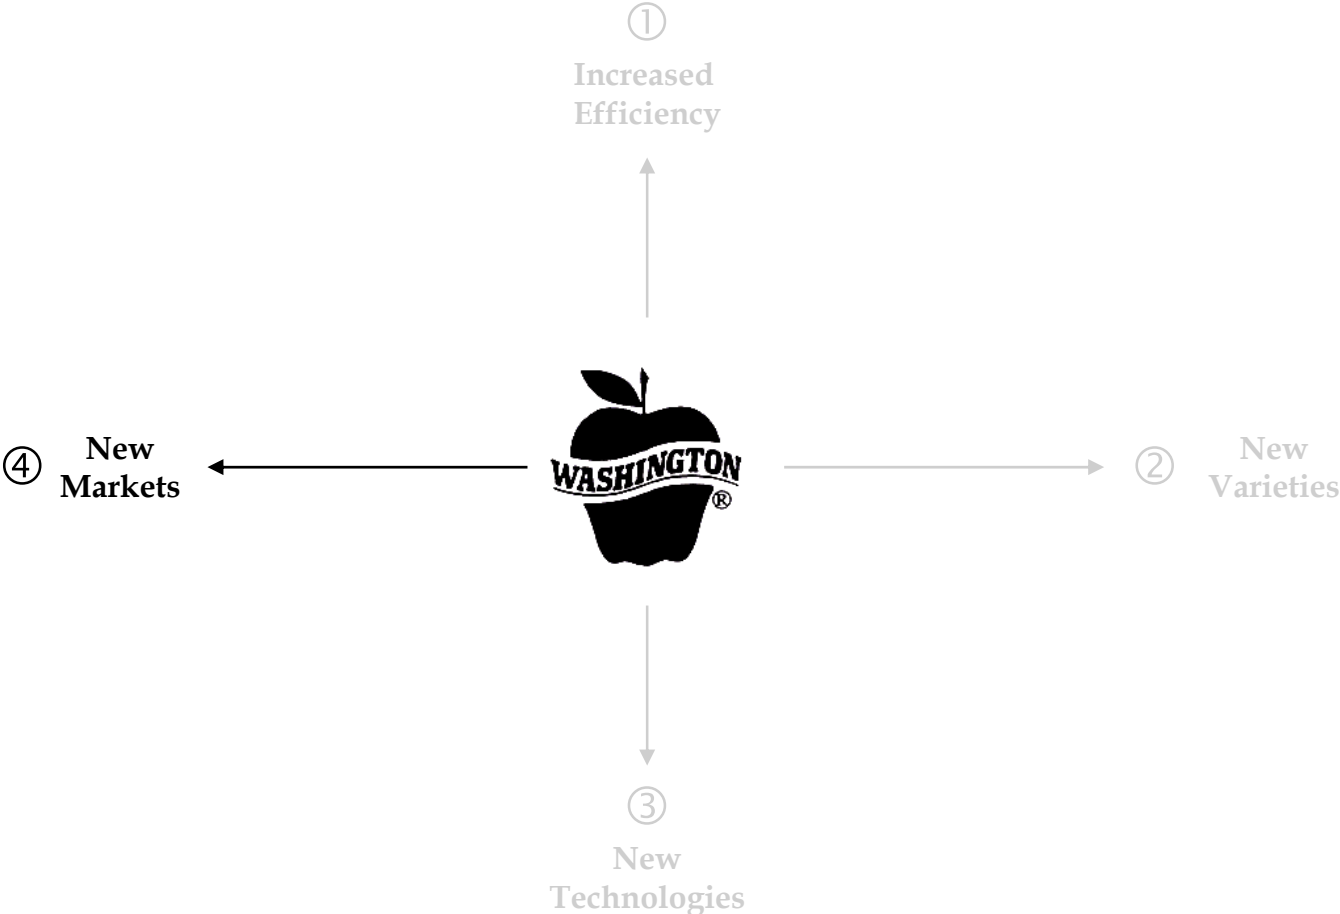 ①
Increased
Efficiency
④
New
Markets
WASHINGTON
®
②
New
Varieties
③
New
Technologies